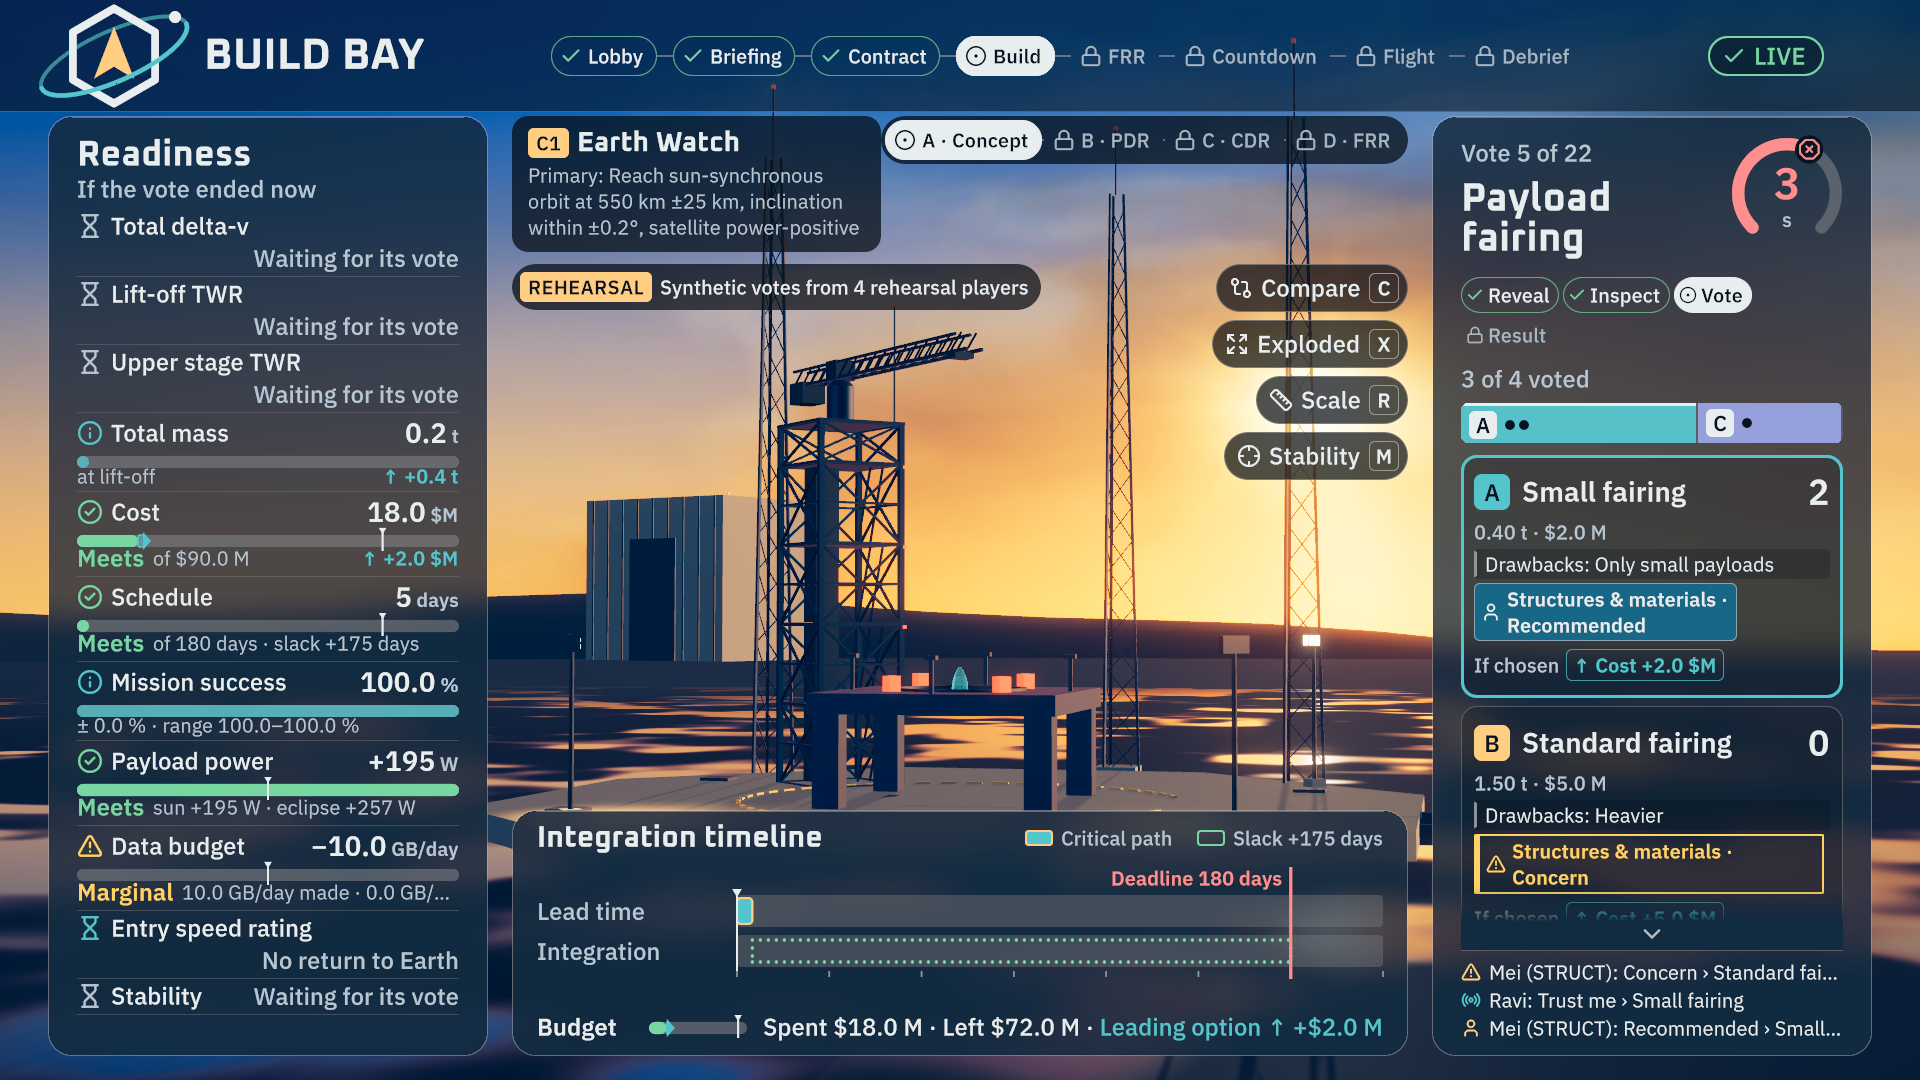 BUILD BAY
Lobby
Briefing
Contract
Build
FRR
Countdown
Flight
Debrief
LIVE
Readiness
If the vote ended now
Total delta-v
Waiting for its vote
Lift-off TWR
Waiting for its vote
Upper stage TWR
Waiting for its vote
Total mass 0.2 t
at lift-off ↑ +0.4 t
Cost 18.0 $M
Meets of $90.0 M ↑ +2.0 $M
Schedule 5 days
Meets of 180 days · slack +175 days
Mission success 100.0 %
± 0.0 % · range 100.0–100.0 %
Payload power +195 W
Meets sun +195 W · eclipse +257 W
Data budget −10.0 GB/day
Marginal 10.0 GB/day made · 0.0 GB/...
Entry speed rating
No return to Earth
Stability Waiting for its vote
C1 Earth Watch
Primary: Reach sun-synchronous
orbit at 550 km ±25 km, inclination
within ±0.2°, satellite power-positive
A · Concept
B · PDR
C · CDR
D · FRR
REHEARSAL Synthetic votes from 4 rehearsal players
Compare C
Exploded X
Scale R
Stability M
Integration timeline
Critical path
Slack +175 days
Deadline 180 days
Lead time
Integration
Budget
Spent $18.0 M · Left $72.0 M · Leading option ↑ +$2.0 M
Vote 5 of 22
Payload
fairing
3
s
Reveal
Inspect
Vote
Result
3 of 4 voted
A
C
A Small fairing 2
0.40 t · $2.0 M
Drawbacks: Only small payloads
Structures & materials ·
Recommended
If chosen ↑ Cost +2.0 $M
B Standard fairing 0
1.50 t · $5.0 M
Drawbacks: Heavier
Structures & materials ·
Concern
If chosen ↑ Cost +5.0 $M
Mei (STRUCT): Concern › Standard fai...
Ravi: Trust me › Small fairing
Mei (STRUCT): Recommended › Small...